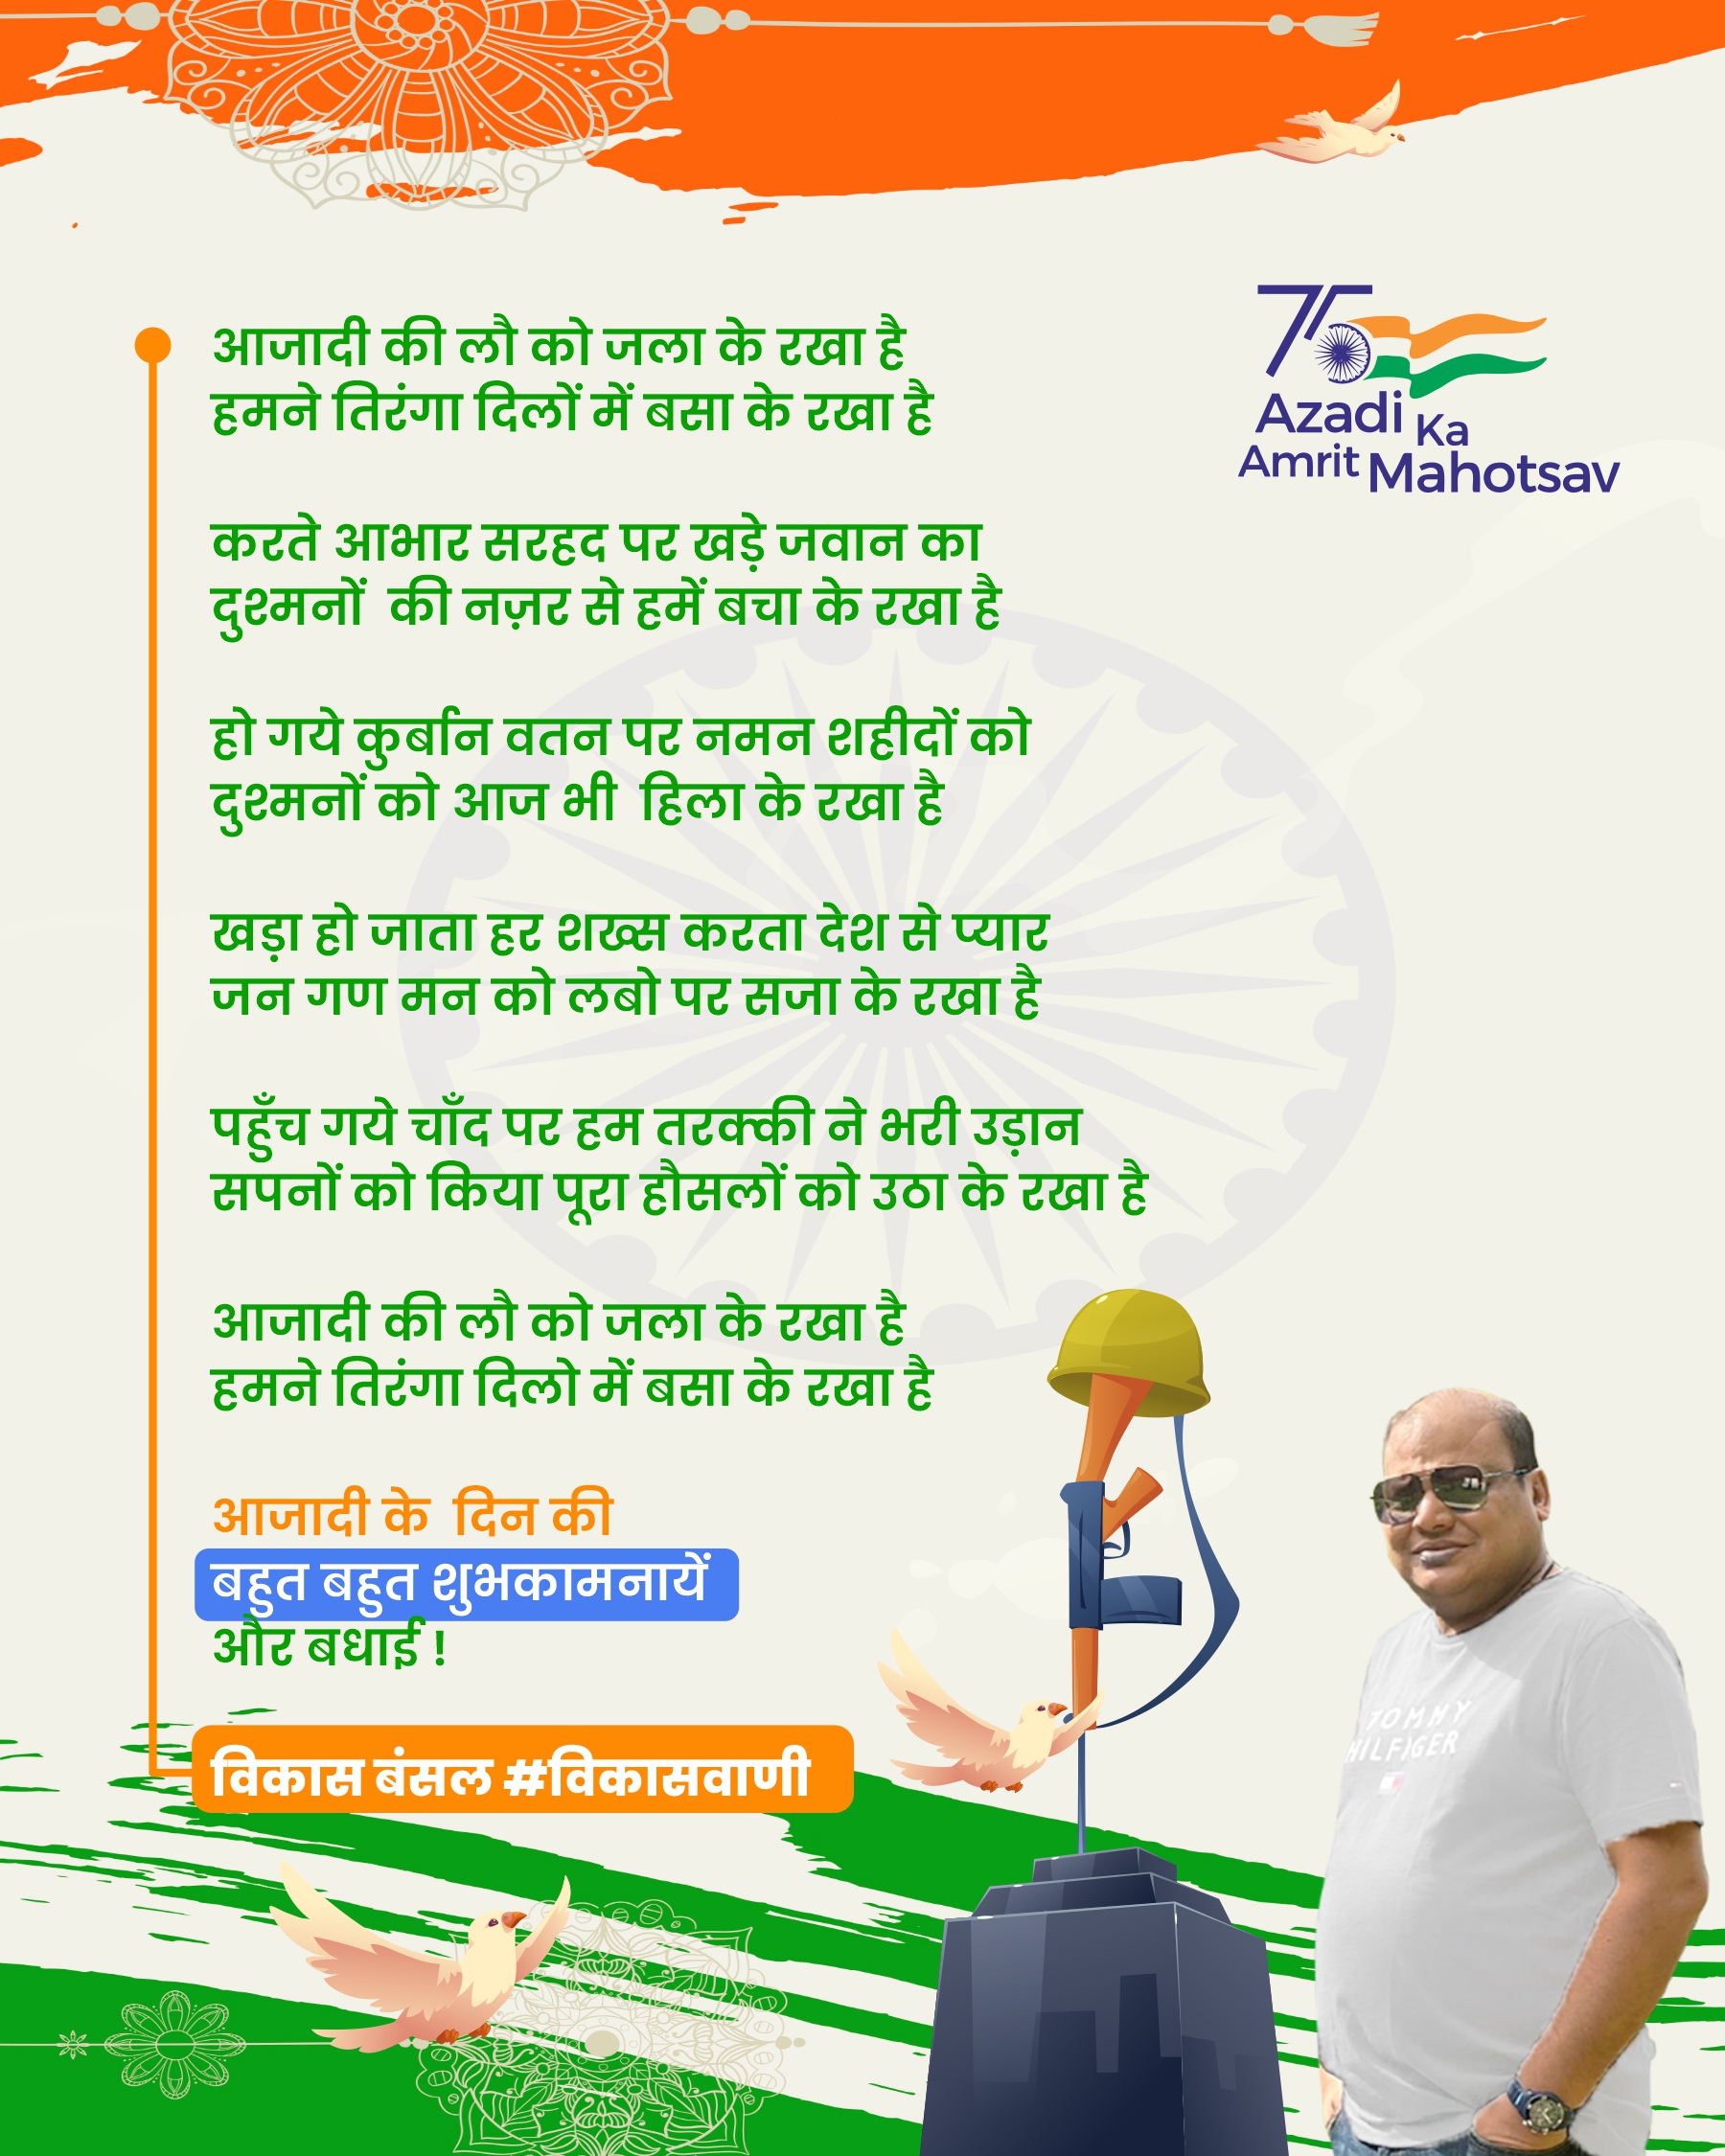 आजादी की लौ को जला के रखा है
हमने तिरंगा दिलों में बसा के रखा है
करते आभार सरहद पर खड़े जवान का
दुश्मनों  की नज़र से हमें बचा के रखा है
हो गये कुर्बान वतन पर नमन शहीदों को
दुश्मनों को आज भी  हिला के रखा है
खड़ा हो जाता हर शख्स करता देश से प्यार
जन गण मन को लबो पर सजा के रखा है
पहुँच गये चाँद पर हम तरक्की ने भरी उड़ान
सपनों को किया पूरा हौसलों को उठा के रखा है
आजादी की लौ को जला के रखा है
हमने तिरंगा दिलो में बसा के रखा है
आजादी के  दिन की
बहुत बहुत शुभकामनायें
और बधाई !
विकास बंसल #विकासवाणी
75
Azadi Ka
Amrit Mahotsav
TOMMY
HILFIGER